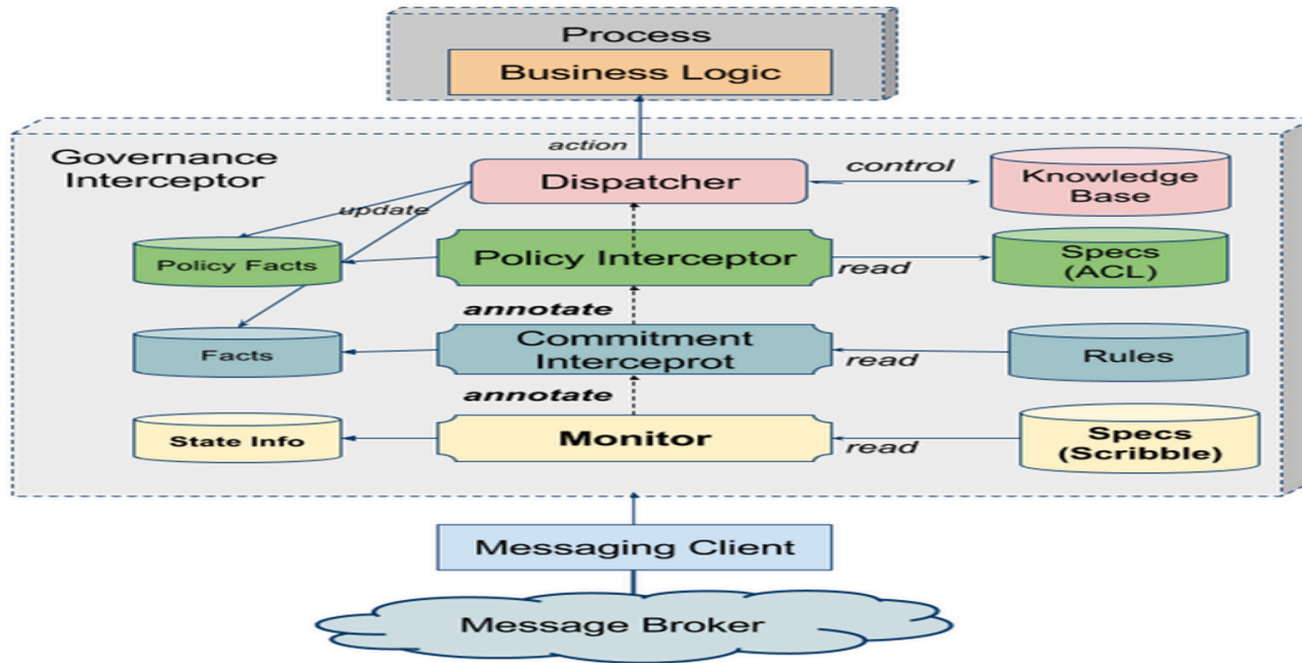 Process
Business Logic
action
Governance
Interceptor
Dispatcher
control
Knowledge
Base
update
Policy Facts
Policy Interceptor
read
Specs
(ACL)
annotate
Facts
Commitment
Interceprot
read
Rules
annotate
State Info
Monitor
read
Specs
(Scribble)
Messaging Client
Message Broker